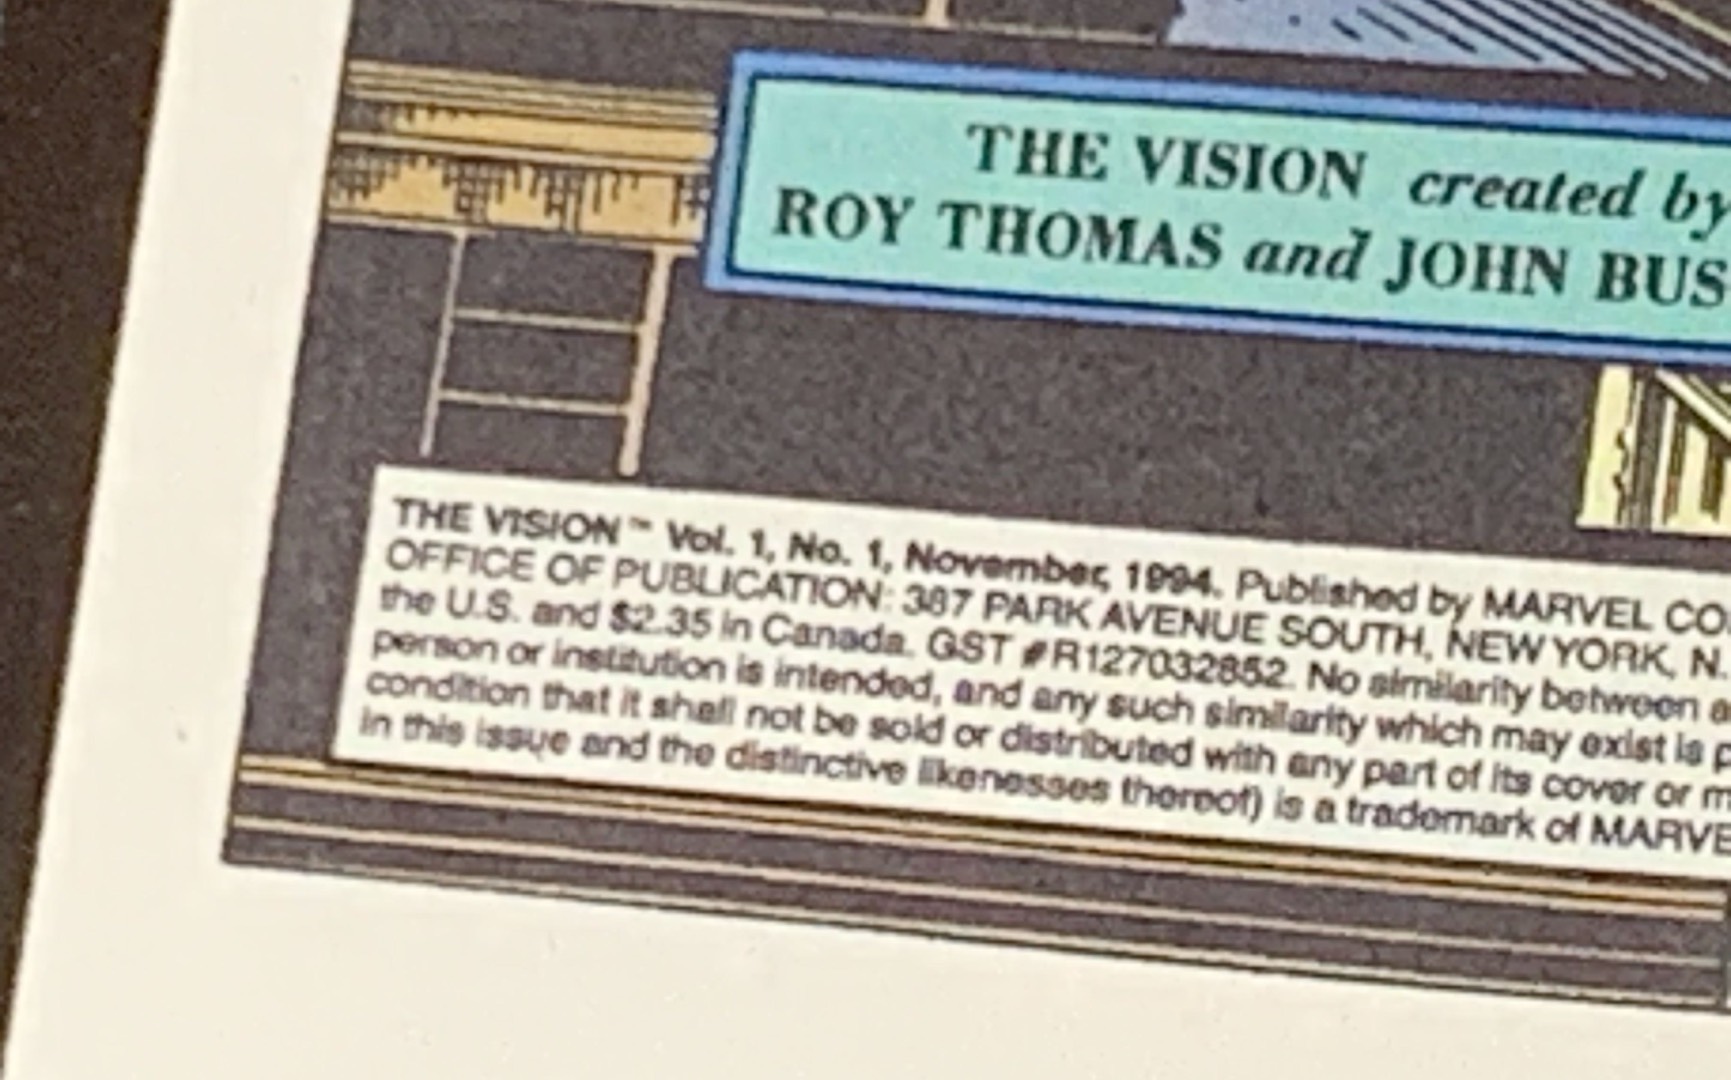 THE VISION created by
ROY THOMAS and JOHN BUS
THE VISION™ Vol. 1, No. 1, November, 1994. Published by MARVEL CO
OFFICE OF PUBLICATION: 387 PARK AVENUE SOUTH, NEW YORK, N.
the U.S. and $2.35 in Canada. GST #R127032852. No similarity between a
person or institution is intended, and any such similarity which may exist is p
condition that it shall not be sold or distributed with any part of its cover or m
in this issue and the distinctive likenesses thereof) is a trademark of MARVE